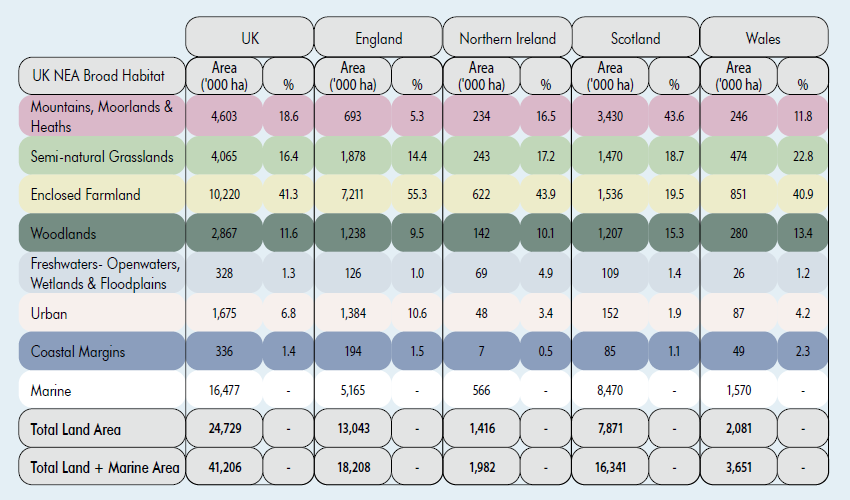 UK England Northern Ireland Scotland Wales
UK NEA Broad Habitat Area ('000 ha) % Area ('000 ha) % Area ('000 ha) % Area ('000 ha) % Area ('000 ha) %
Mountains, Moorlands &
Heaths 4,603 18.6 693 5.3 234 16.5 3,430 43.6 246 11.8
Semi-natural Grasslands 4,065 16.4 1,878 14.4 243 17.2 1,470 18.7 474 22.8
Enclosed Farmland 10,220 41.3 7,211 55.3 622 43.9 1,536 19.5 851 40.9
Woodlands 2,867 11.6 1,238 9.5 142 10.1 1,207 15.3 280 13.4
Freshwaters- Openwaters,
Wetlands & Floodplains 328 1.3 126 1.0 69 4.9 109 1.4 26 1.2
Urban 1,675 6.8 1,384 10.6 48 3.4 152 1.9 87 4.2
Coastal Margins 336 1.4 194 1.5 7 0.5 85 1.1 49 2.3
Marine 16,477 - 5,165 - 566 - 8,470 - 1,570 -
Total Land Area 24,729 - 13,043 - 1,416 - 7,871 - 2,081 -
Total Land + Marine Area 41,206 - 18,208 - 1,982 - 16,341 - 3,651 -